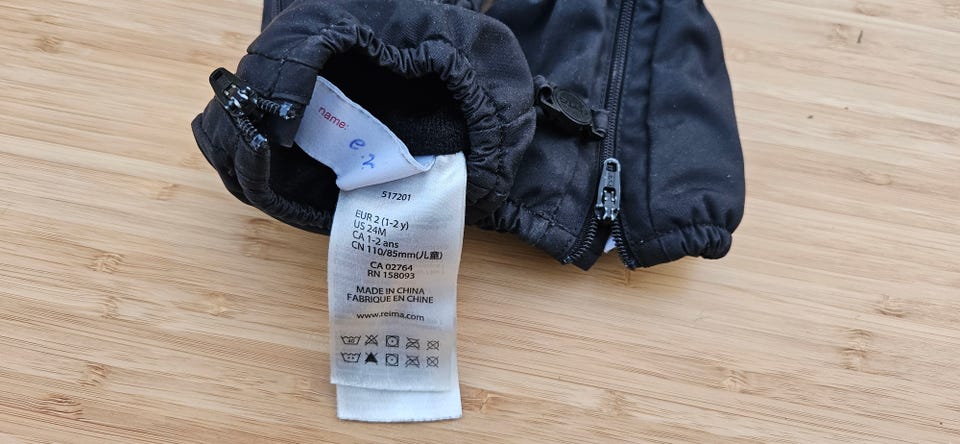 name:
e.2
517201
EUR 2 (1-2 y)
US 24M
CA 1-2 ans
CN 110/85mm(儿童)
CA 02764
RN 158093
MADE IN CHINA
FABRIQUE EN CHINE
www.reima.com